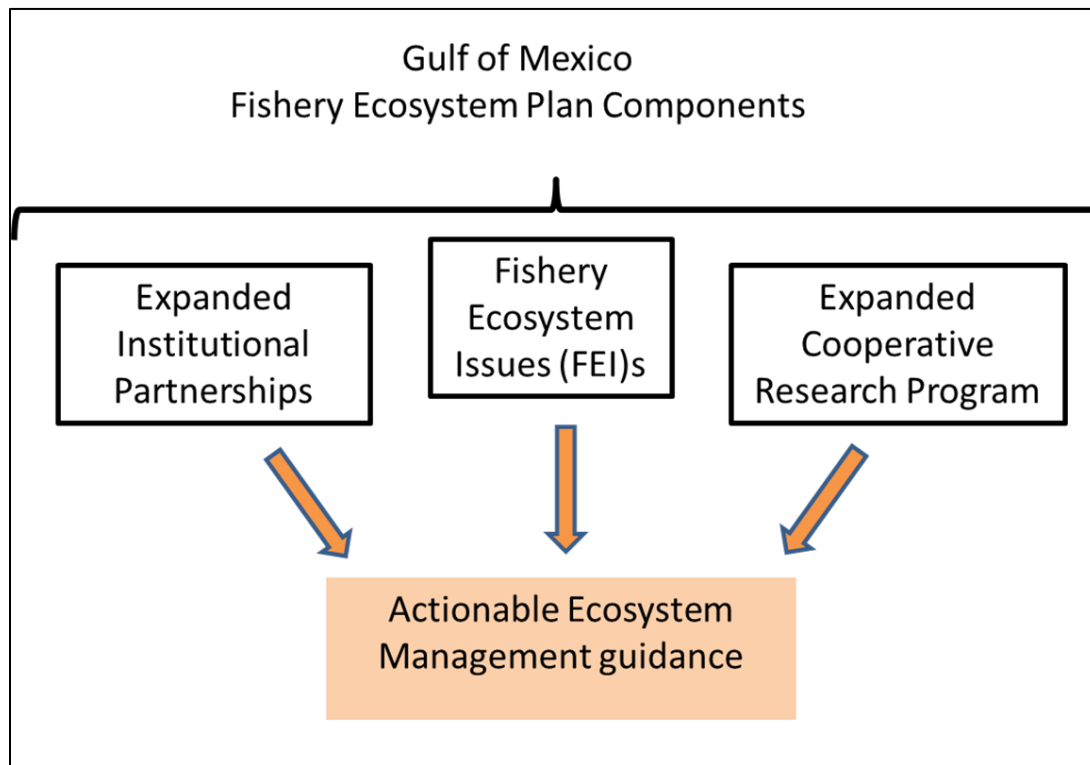 Gulf of Mexico
Fishery Ecosystem Plan Components
Expanded
Institutional
Partnerships
Fishery
Ecosystem
Issues (FEI)s
Expanded
Cooperative
Research Program
Actionable Ecosystem
Management guidance